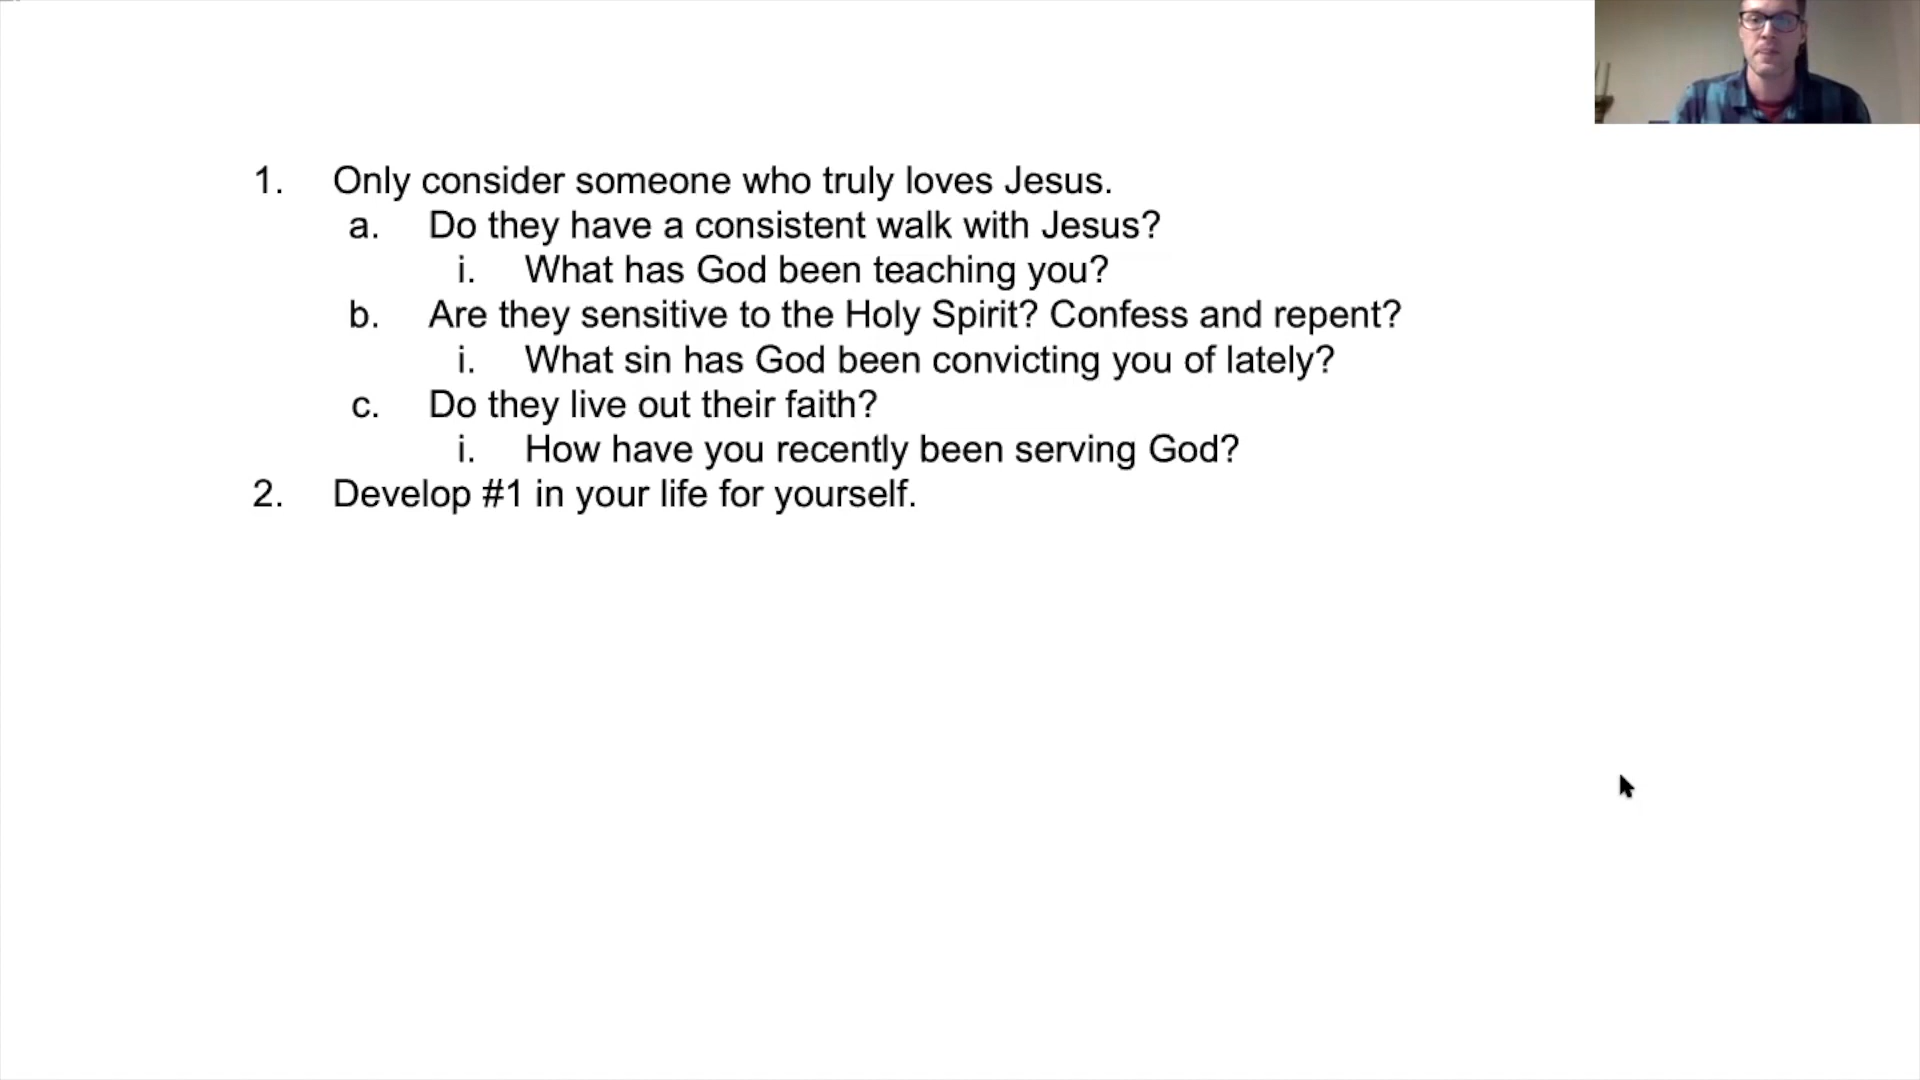 1. Only consider someone who truly loves Jesus.
a. Do they have a consistent walk with Jesus?
i. What has God been teaching you?
b. Are they sensitive to the Holy Spirit? Confess and repent?
i. What sin has God been convicting you of lately?
c. Do they live out their faith?
i. How have you recently been serving God?
2. Develop #1 in your life for yourself.